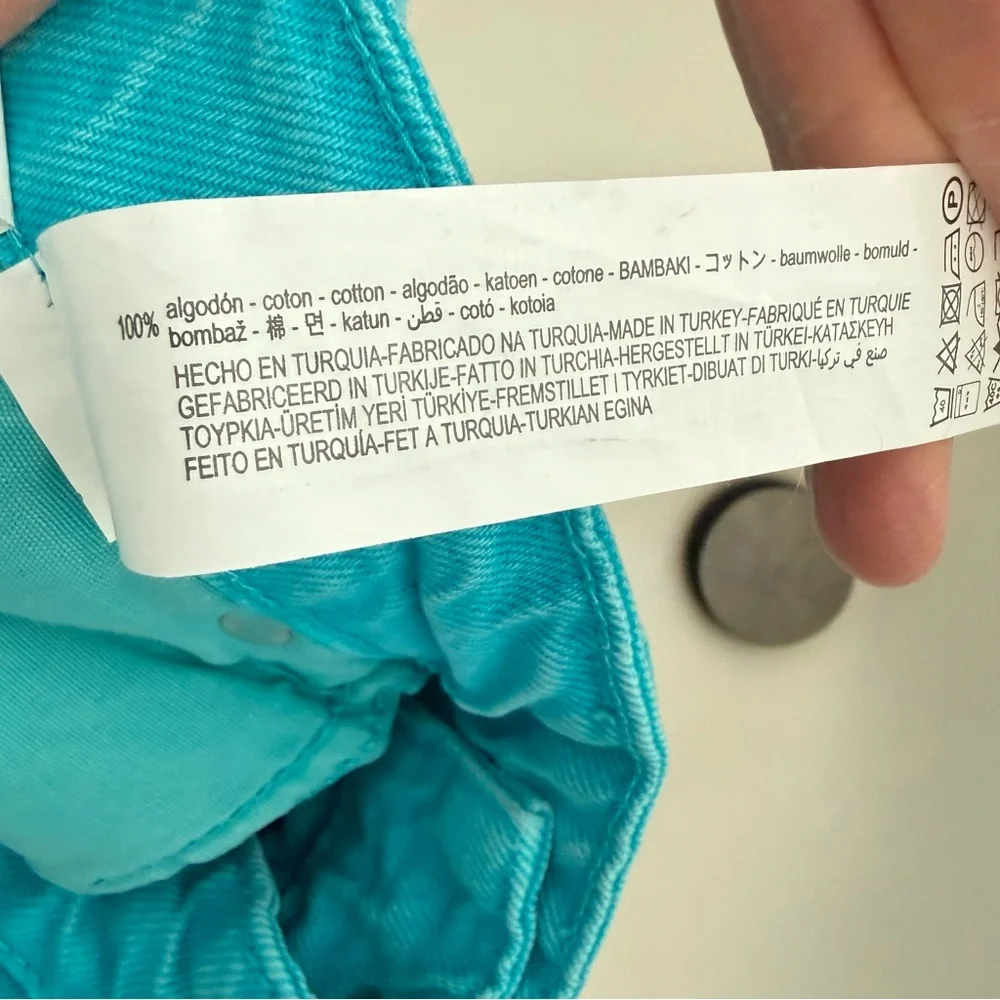 100% algodón - coton - cotton - algodão - katoen - cotone - BAMBAKI - コットン - baumwolle - bomuld -
bombaž - 棉 - 면 - katun - قطن - cotó - kotoia
HECHO EN TURQUIA-FABRICADO NA TURQUIA-MADE IN TURKEY-FABRIQUÉ EN TURQUIE
GEFABRICEERD IN TURKIJE-FATTO IN TURCHIA-HERGESTELLT IN TÜRKEI-ΚΑΤΑΣΚΕΥΗ
ΤΟΥΡΚΙΑ-ÜRETİM YERİ TÜRKİYE-FREMSTILLET I TYRKIET-DIBUAT DI TURKI-صنع في تركيا
FEITO EN TURQUÍA-FET A TURQUIA-TURKIAN EGINA
P
40